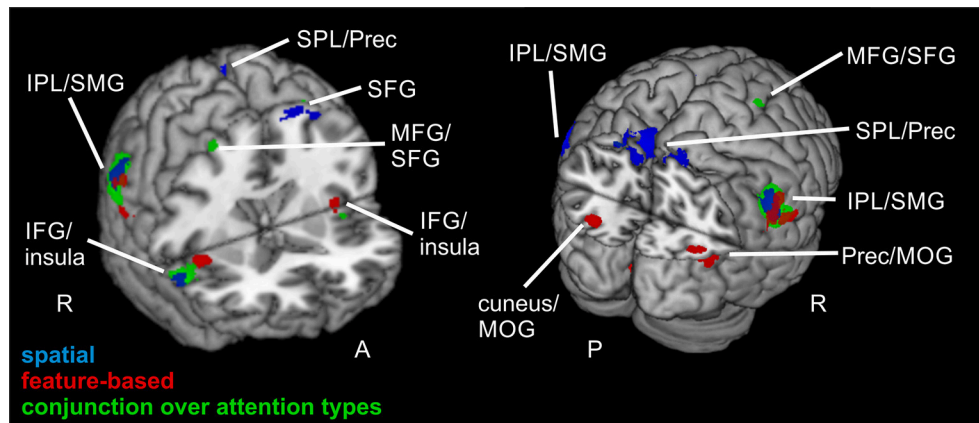 SPL/Prec
IPL/SMG
SFG
MFG/
SFG
IFG/
insula
IFG/
insula
R
A
spatial
feature-based
conjunction over attention types
IPL/SMG
MFG/SFG
SPL/Prec
IPL/SMG
Prec/MOG
cuneus/
MOG
R
P